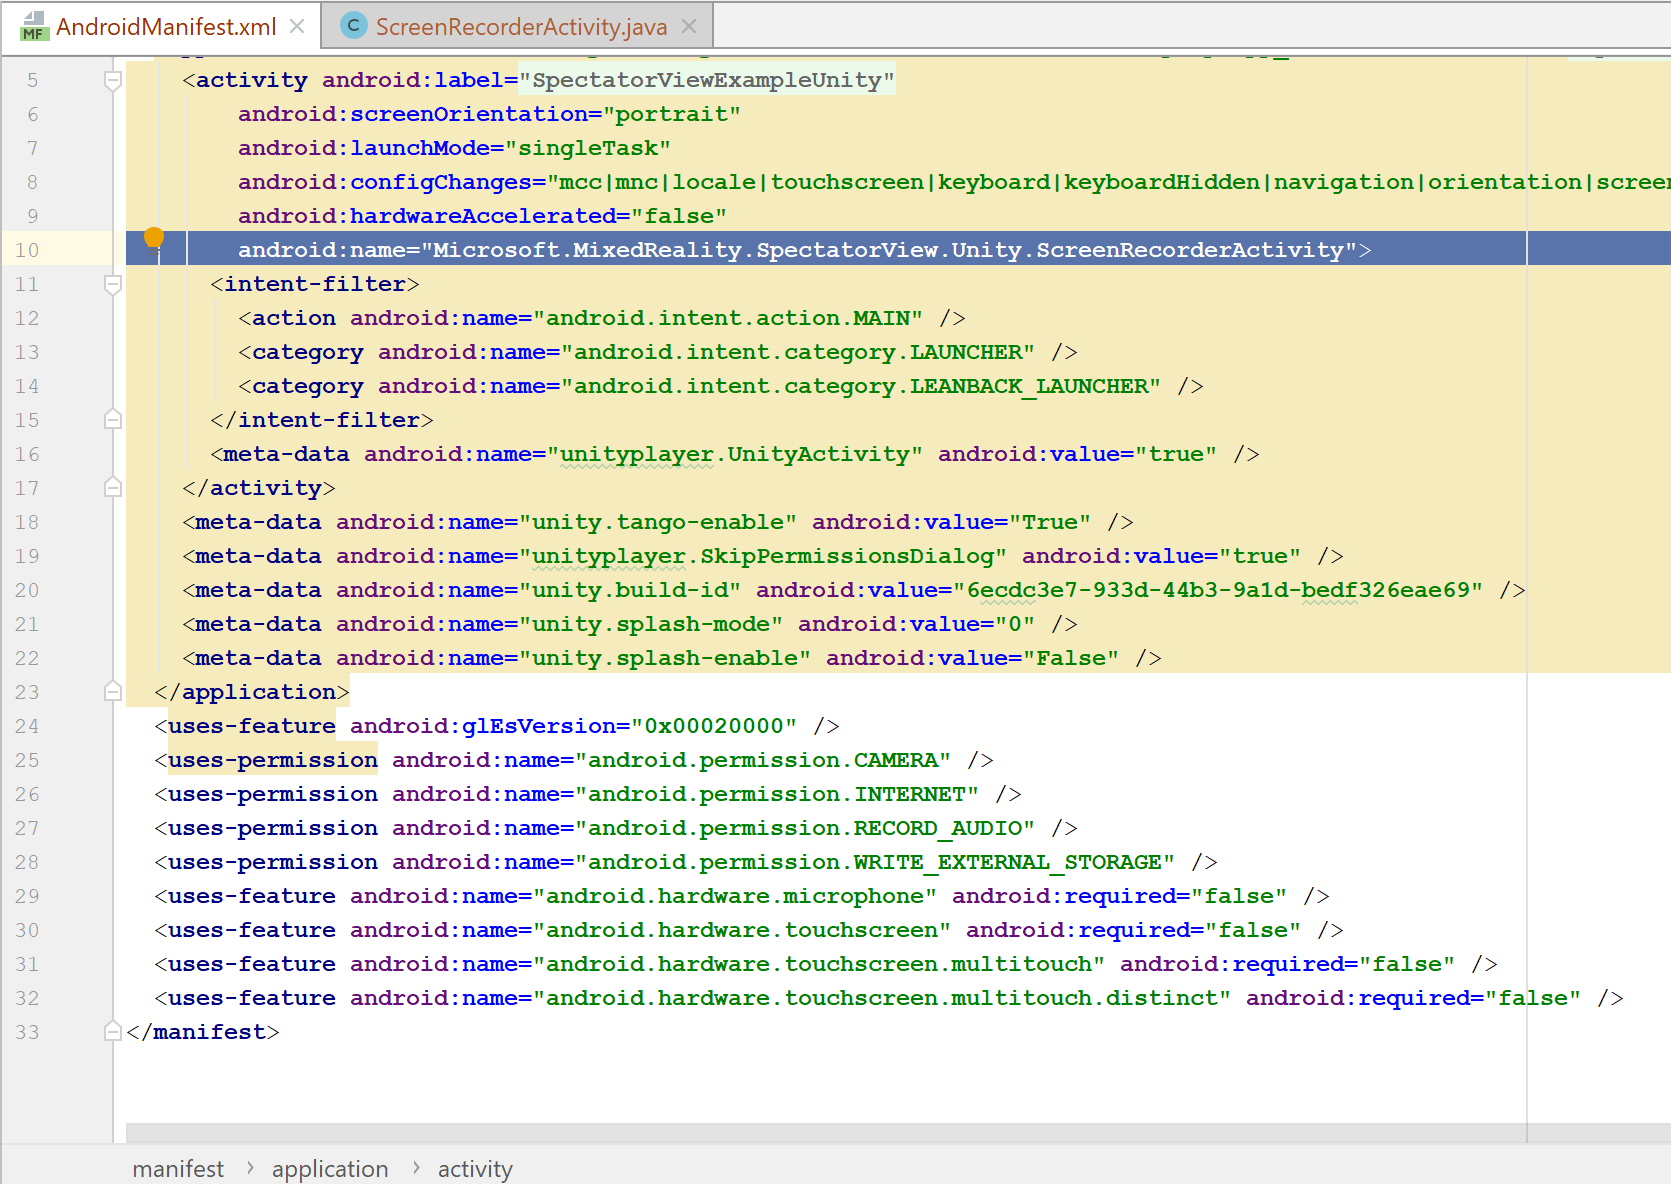 MF AndroidManifest.xml × C ScreenRecorderActivity.java ×
5 <activity android:label="SpectatorViewExampleUnity"
6 android:screenOrientation="portrait"
7 android:launchMode="singleTask"
8 android:configChanges="mcc|mnc|locale|touchscreen|keyboard|keyboardHidden|navigation|orientation|screen
9 android:hardwareAccelerated="false"
10 android:name="Microsoft.MixedReality.SpectatorView.Unity.ScreenRecorderActivity">
11 <intent-filter>
12 <action android:name="android.intent.action.MAIN" />
13 <category android:name="android.intent.category.LAUNCHER" />
14 <category android:name="android.intent.category.LEANBACK_LAUNCHER" />
15 </intent-filter>
16 <meta-data android:name="unityplayer.UnityActivity" android:value="true" />
17 </activity>
18 <meta-data android:name="unity.tango-enable" android:value="True" />
19 <meta-data android:name="unityplayer.SkipPermissionsDialog" android:value="true" />
20 <meta-data android:name="unity.build-id" android:value="6ecdc3e7-933d-44b3-9a1d-bedf326eae69" />
21 <meta-data android:name="unity.splash-mode" android:value="0" />
22 <meta-data android:name="unity.splash-enable" android:value="False" />
23 </application>
24 <uses-feature android:glEsVersion="0x00020000" />
25 <uses-permission android:name="android.permission.CAMERA" />
26 <uses-permission android:name="android.permission.INTERNET" />
27 <uses-permission android:name="android.permission.RECORD_AUDIO" />
28 <uses-permission android:name="android.permission.WRITE_EXTERNAL_STORAGE" />
29 <uses-feature android:name="android.hardware.microphone" android:required="false" />
30 <uses-feature android:name="android.hardware.touchscreen" android:required="false" />
31 <uses-feature android:name="android.hardware.touchscreen.multitouch" android:required="false" />
32 <uses-feature android:name="android.hardware.touchscreen.multitouch.distinct" android:required="false" />
33 </manifest>
manifest > application > activity